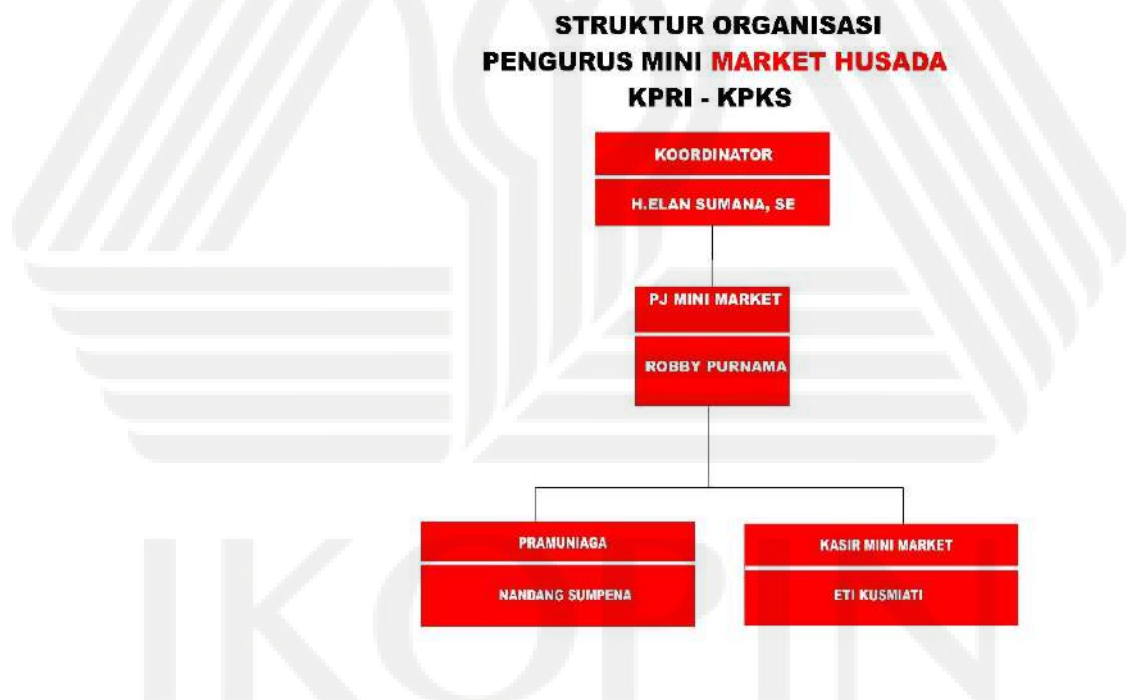 STRUKTUR ORGANISASI
PENGURUS MINI MARKET HUSADA
KPRI - KPKS
KOORDINATOR
H.ELAN SUMANA, SE
PJ MINI MARKET
ROBBY PURNAMA
PRAMUNIAGA
NANDANG SUMPENA
KASIR MINI MARKET
ETI KUSMIATI
IKOPIN